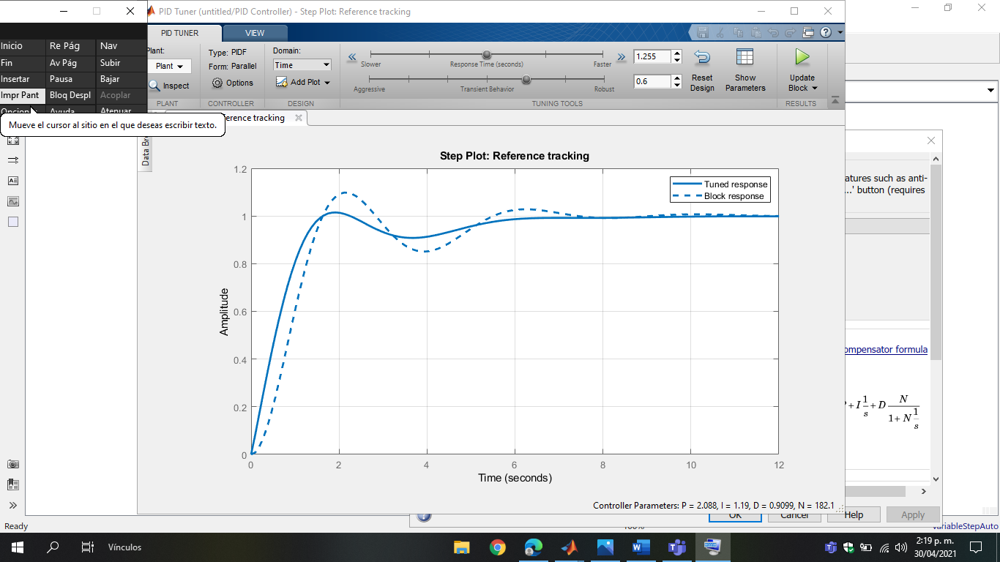 PID Tuner (untitled/PID Controller) - Step Plot: Reference tracking
PID TUNER
VIEW
Inicio Re Pág Nav
Fin Av Pág Subir
Insertar Pausa Bajar
Impr Pant Bloq Despl Acoplar
Ayuda Atenuar
Mueve el cursor al sitio en el que deseas escribir texto.
Plant:
Plant
Inspect
PLANT
Type: PIDF
Form: Parallel
Options
CONTROLLER
Domain:
Time
Add Plot
DESIGN
Slower
Response Time (seconds)
Faster
1.255
Aggressive
Transient Behavior
Robust
0.6
Reset
Design
Show
Parameters
TUNING TOOLS
Update
Block
RESULTS
erence tracking
Data Br
Step Plot: Reference tracking
Tuned response
Block response
Amplitude
1.2
1
0.8
0.6
0.4
0.2
0
0 2 4 6 8 10 12
Time (seconds)
Controller Parameters: P = 2.088, I = 1.19, D = 0.9099, N = 182.1
atures such as anti-
...' button (requires
ompensator formula
+I 1/s + D N/(1+N 1/s)
OK Cancel Help Apply
Ready
100%
VariableStepAuto
Vínculos
2:19 p. m.
30/04/2021